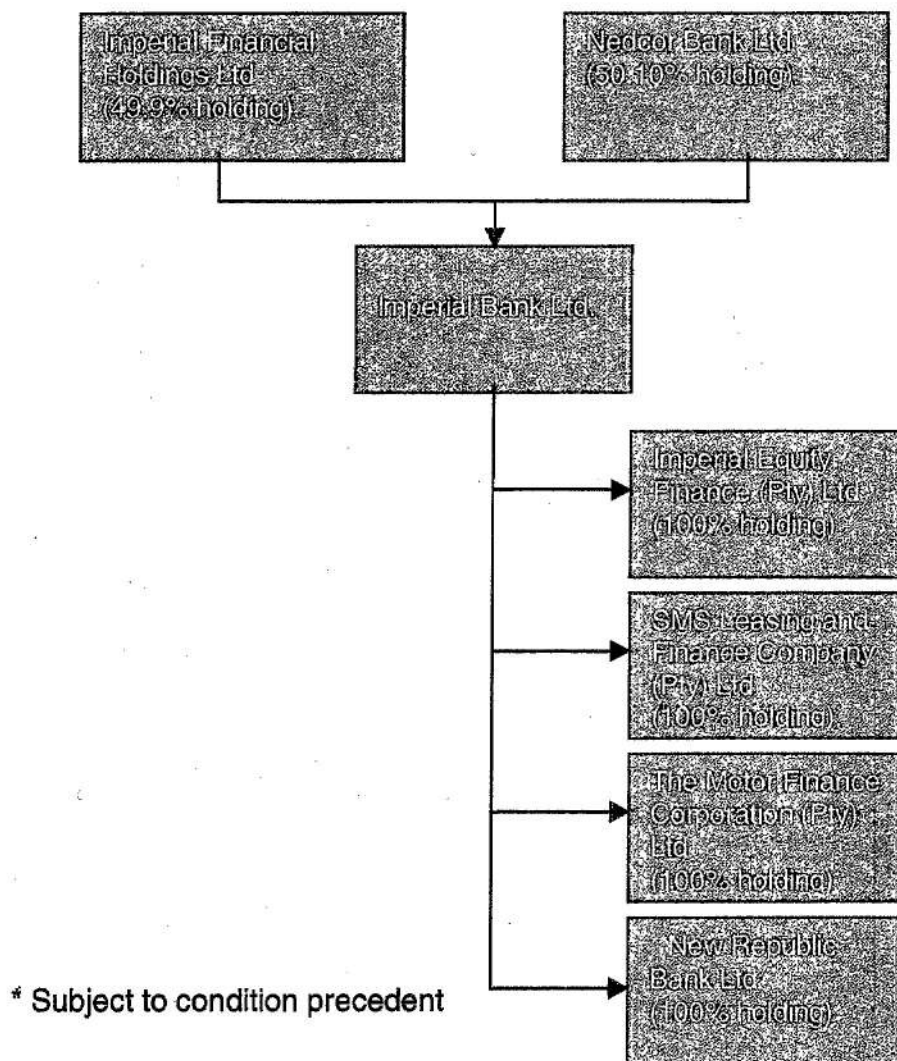 Imperial Financial
Holdings Ltd
(49.9% holding)
Nedcor Bank Ltd
(50.10% holding)
Imperial Bank Ltd.
Imperial Equity
Finance (Pty) Ltd
(100% holding)
SMS Leasing and
Finance Company
(Pty) Ltd
(100% holding)
The Motor Finance
Corporation (Pty)
Ltd
(100% holding)
New Republic
Bank Ltd
(100% holding)
* Subject to condition precedent